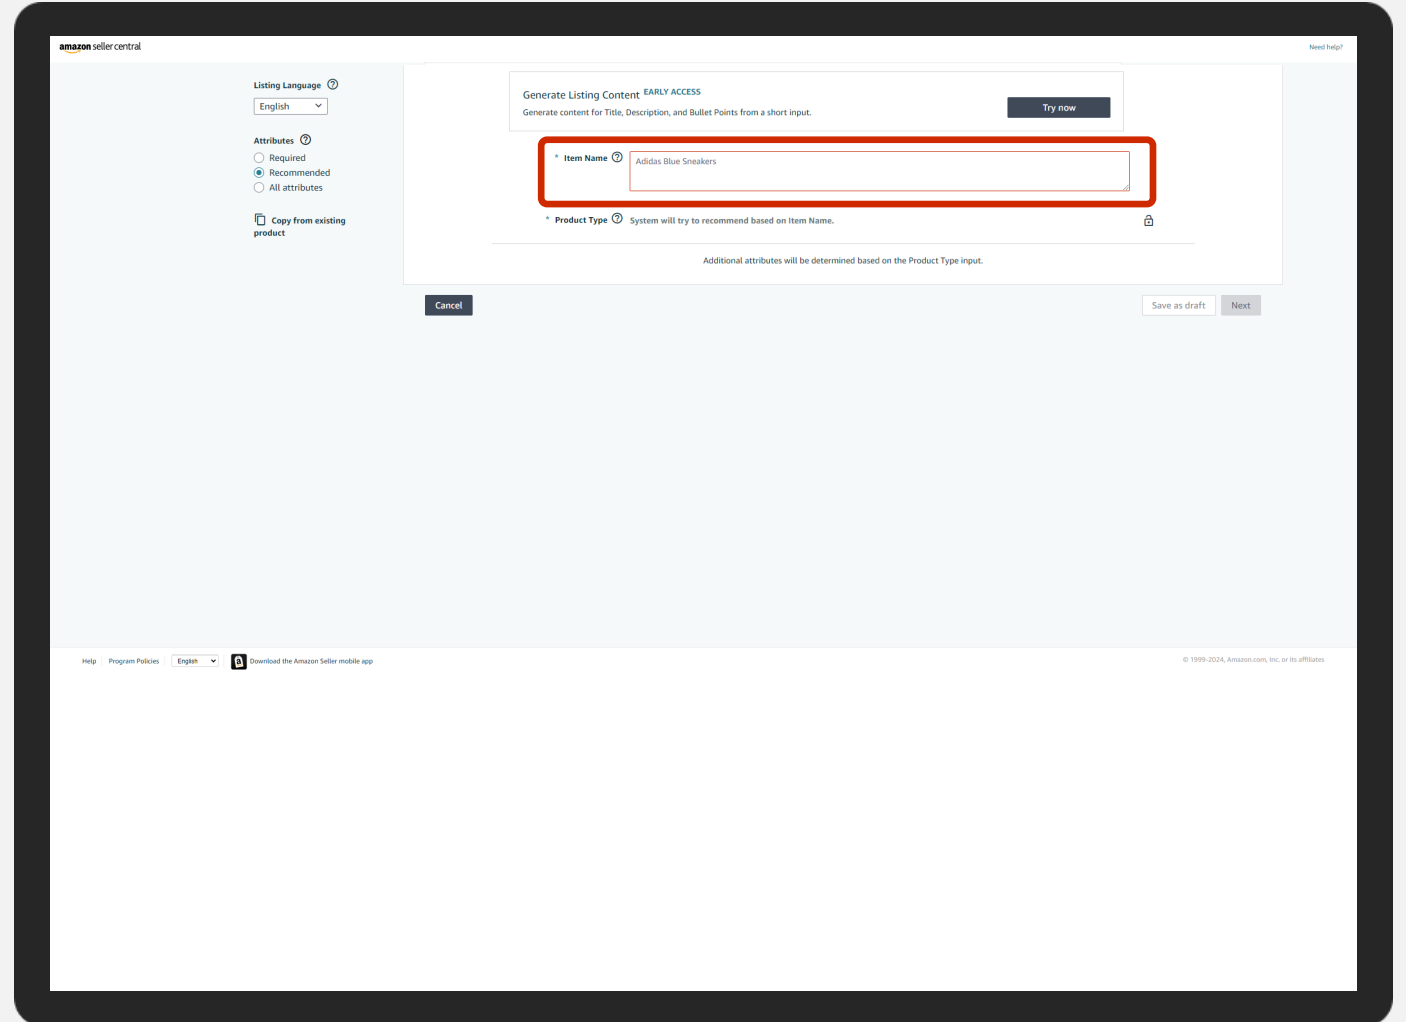 amazon seller central
Need help?
Listing Language
English
Attributes
Required
Recommended
All attributes
Copy from existing
product
Generate Listing Content EARLY ACCESS
Generate content for Title, Description, and Bullet Points from a short input.
Try now
* Item Name
Adidas Blue Sneakers
* Product Type System will try to recommend based on Item Name.
Additional attributes will be determined based on the Product Type input.
Cancel
Save as draft
Next
Help
Program Policies
English
Download the Amazon Seller mobile app
© 1999-2024, Amazon.com, Inc. or its affiliates